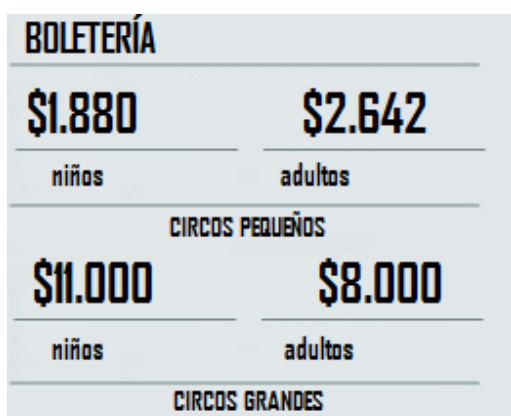 BOLETERÍA
$1.880 $2.642
niños adultos
CIRCOS PEQUEÑOS
$11.000 $8.000
niños adultos
CIRCOS GRANDES